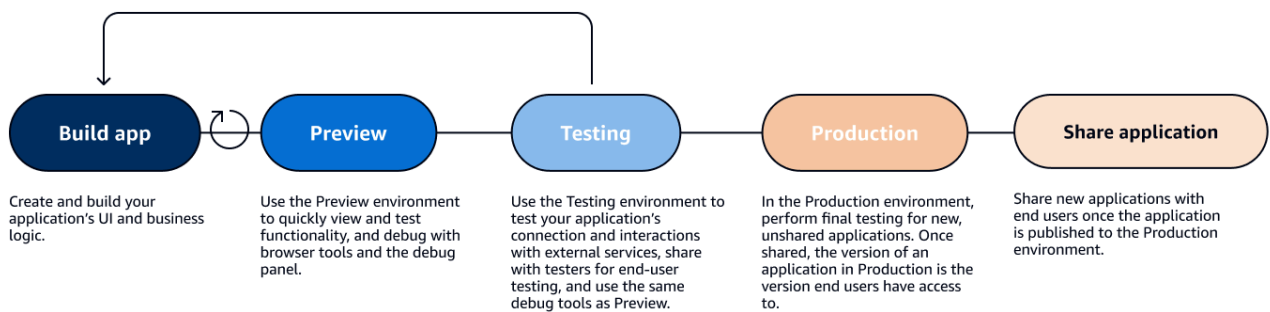 Build app
Preview
Testing
Production
Share application
Create and build your
application's UI and business
logic.
Use the Preview environment
to quickly view and test
functionality, and debug with
browser tools and the debug
panel.
Use the Testing environment to
test your application's
connection and interactions
with external services, share
with testers for end-user
testing, and use the same
debug tools as Preview.
In the Production environment,
perform final testing for new,
unshared applications. Once
shared, the version of an
application in Production is the
version end users have access
to.
Share new applications with
end users once the application
is published to the Production
environment.